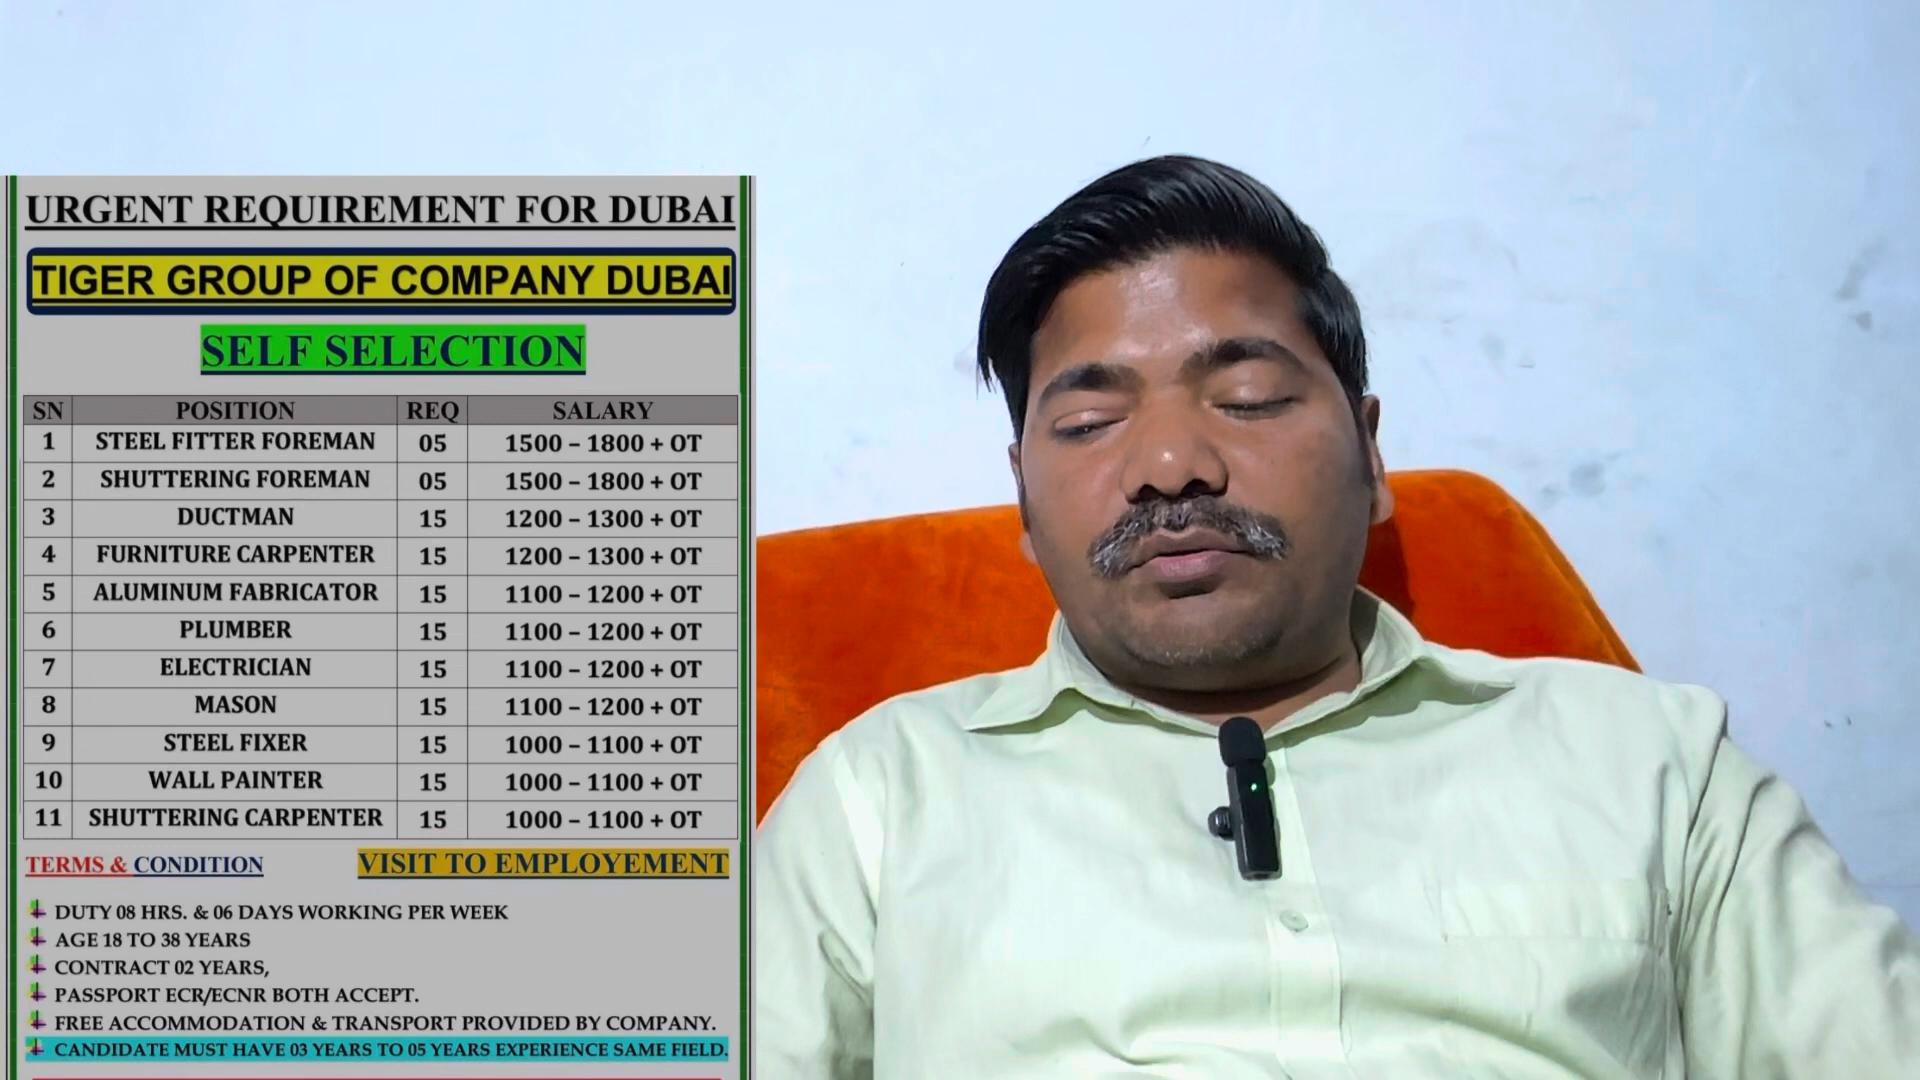 URGENT REQUIREMENT FOR DUBAI
TIGER GROUP OF COMPANY DUBAI
SELF SELECTION
SN POSITION REQ SALARY
1 STEEL FITTER FOREMAN 05 1500 – 1800 + OT
2 SHUTTERING FOREMAN 05 1500 – 1800 + OT
3 DUCTMAN 15 1200 – 1300 + OT
4 FURNITURE CARPENTER 15 1200 – 1300 + OT
5 ALUMINUM FABRICATOR 15 1100 – 1200 + OT
6 PLUMBER 15 1100 – 1200 + OT
7 ELECTRICIAN 15 1100 – 1200 + OT
8 MASON 15 1100 – 1200 + OT
9 STEEL FIXER 15 1000 – 1100 + OT
10 WALL PAINTER 15 1000 – 1100 + OT
11 SHUTTERING CARPENTER 15 1000 – 1100 + OT
TERMS & CONDITION VISIT TO EMPLOYEMENT
DUTY 08 HRS. & 06 DAYS WORKING PER WEEK
AGE 18 TO 38 YEARS
CONTRACT 02 YEARS,
PASSPORT ECR/ECNR BOTH ACCEPT.
FREE ACCOMMODATION & TRANSPORT PROVIDED BY COMPANY.
CANDIDATE MUST HAVE 03 YEARS TO 05 YEARS EXPERIENCE SAME FIELD.